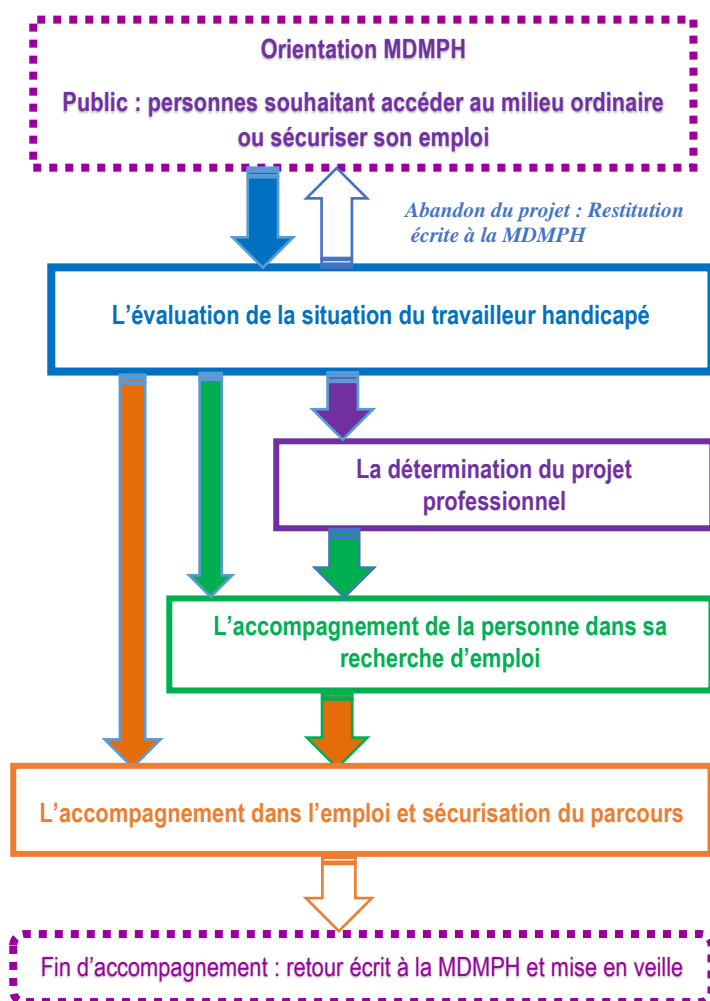 Orientation MDMPH
Public : personnes souhaitant accéder au milieu ordinaire
ou sécuriser son emploi
Abandon du projet : Restitution
écrite à la MDMPH
L'évaluation de la situation du travailleur handicapé
La détermination du projet
professionnel
L'accompagnement de la personne dans sa
recherche d'emploi
L'accompagnement dans l'emploi et sécurisation du parcours
Fin d'accompagnement : retour écrit à la MDMPH et mise en veille